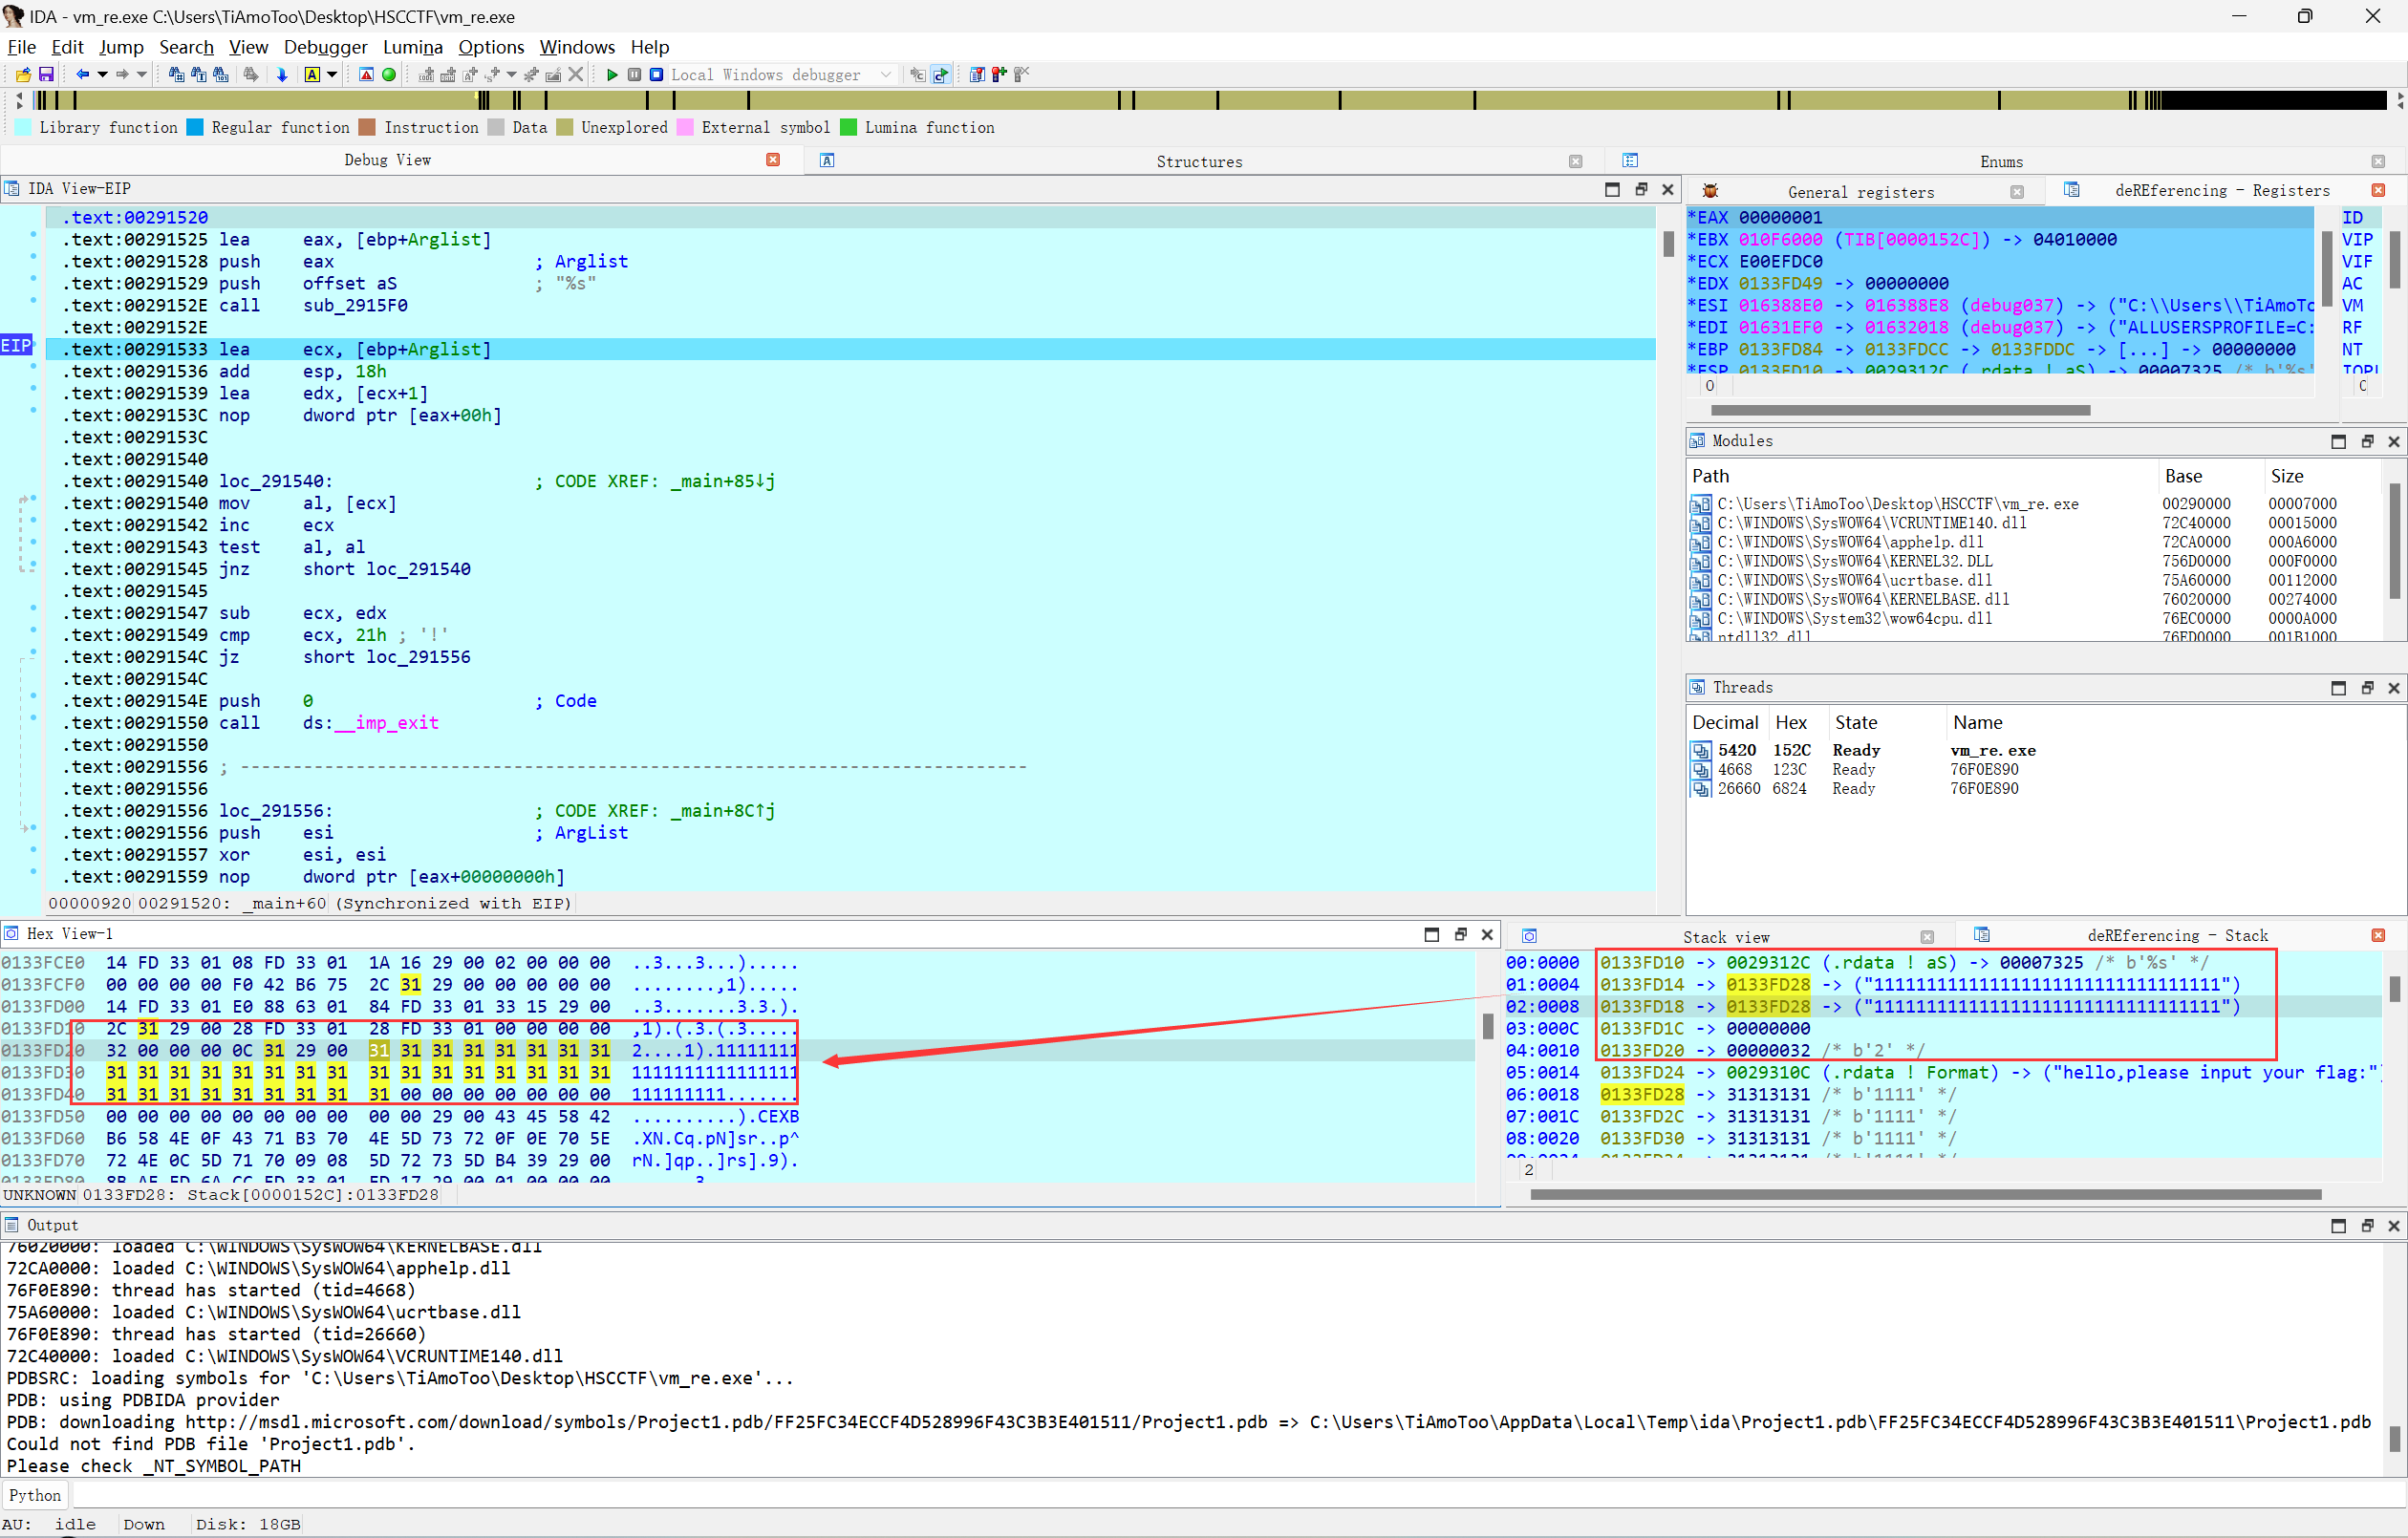 IDA - vm_re.exe C:\Users\TiAmoToo\Desktop\HSCCTF\vm_re.exe
File Edit Jump Search View Debugger Lumina Options Windows Help
Local Windows debugger
Library function Regular function Instruction Data Unexplored External symbol Lumina function
Debug View Structures Enums
IDA View-EIP
.text:00291520
.text:00291525 lea eax, [ebp+Arglist]
.text:00291528 push eax ; Arglist
.text:00291529 push offset aS ; "%s"
.text:0029152E call sub_2915F0
.text:0029152E
EIP .text:00291533 lea ecx, [ebp+Arglist]
.text:00291536 add esp, 18h
.text:00291539 lea edx, [ecx+1]
.text:0029153C nop dword ptr [eax+00h]
.text:0029153C
.text:00291540
.text:00291540 loc_291540: ; CODE XREF: _main+85↓j
.text:00291540 mov al, [ecx]
.text:00291542 inc ecx
.text:00291543 test al, al
.text:00291545 jnz short loc_291540
.text:00291545
.text:00291547 sub ecx, edx
.text:00291549 cmp ecx, 21h ; '!'
.text:0029154C jz short loc_291556
.text:0029154C
.text:0029154E push 0 ; Code
.text:00291550 call ds:__imp_exit
.text:00291550
.text:00291556 ; ---------------------------------------------------------------------------
.text:00291556
.text:00291556 loc_291556: ; CODE XREF: _main+8C↑j
.text:00291556 push esi ; ArgList
.text:00291557 xor esi, esi
.text:00291559 nop dword ptr [eax+00000000h]
00000920 00291520: _main+60 (Synchronized with EIP)
General registers deREferencing - Registers
*EAX 00000001
*EBX 010F6000 (TIB[0000152C]) -> 04010000
*ECX E00EFDC0
*EDX 0133FD49 -> 00000000
*ESI 016388E0 -> 016388E8 (debug037) -> ("C:\\Users\\TiAmoTo
*EDI 01631EF0 -> 01632018 (debug037) -> ("ALLUSERSPROFILE=C:
*EBP 0133FD84 -> 0133FDCC -> 0133FDDC -> [...] -> 00000000
*ESP 0133FD10 -> 0029312C (.rdata ! aS) -> 00007325 /* b'%s'
0
ID
VIP
VIF
AC
VM
RF
NT
IOPL
Modules
Path Base Size
C:\Users\TiAmoToo\Desktop\HSCCTF\vm_re.exe 00290000 00007000
C:\WINDOWS\SysWOW64\VCRUNTIME140.dll 72C40000 00015000
C:\WINDOWS\SysWOW64\apphelp.dll 72CA0000 000A6000
C:\WINDOWS\SysWOW64\KERNEL32.DLL 756D0000 000F0000
C:\WINDOWS\SysWOW64\ucrtbase.dll 75A60000 00112000
C:\WINDOWS\SysWOW64\KERNELBASE.dll 76020000 00274000
C:\WINDOWS\System32\wow64cpu.dll 76EC0000 0000A000
ntdll32.dll 76ED0000 001B1000
Threads
Decimal Hex State Name
5420 152C Ready vm_re.exe
4668 123C Ready 76F0E890
26660 6824 Ready 76F0E890
Hex View-1
0133FCE0 14 FD 33 01 08 FD 33 01 1A 16 29 00 02 00 00 00 ..3...3...).....
0133FCF0 00 00 00 00 F0 42 B6 75 2C 31 29 00 00 00 00 00 ........,1).....
0133FD00 14 FD 33 01 E0 88 63 01 84 FD 33 01 33 15 29 00 ..3.......3.3.).
0133FD10 2C 31 29 00 28 FD 33 01 28 FD 33 01 00 00 00 00 ,1).(.3.(.3.....
0133FD20 32 00 00 00 0C 31 29 00 31 31 31 31 31 31 31 31 2....1).11111111
0133FD30 31 31 31 31 31 31 31 31 31 31 31 31 31 31 31 31 1111111111111111
0133FD40 31 31 31 31 31 31 31 31 31 00 00 00 00 00 00 00 111111111.......
0133FD50 00 00 00 00 00 00 00 00 00 00 29 00 43 45 58 42 ..........).CEXB
0133FD60 B6 58 4E 0F 43 71 B3 70 4E 5D 73 72 0F 0E 70 5E .XN.Cq.pN]sr..p^
0133FD70 72 4E 0C 5D 71 70 09 08 5D 72 73 5D B4 39 29 00 rN.]qp..]rs].9).
UNKNOWN 0133FD28: Stack[0000152C]:0133FD28
Stack view deREferencing - Stack
00:0000 0133FD10 -> 0029312C (.rdata ! aS) -> 00007325 /* b'%s' */
01:0004 0133FD14 -> 0133FD28 -> ("111111111111111111111111111111111")
02:0008 0133FD18 -> 0133FD28 -> ("111111111111111111111111111111111")
03:000C 0133FD1C -> 00000000
04:0010 0133FD20 -> 00000032 /* b'2' */
05:0014 0133FD24 -> 0029310C (.rdata ! Format) -> ("hello,please input your flag:"
06:0018 0133FD28 -> 31313131 /* b'1111' */
07:001C 0133FD2C -> 31313131 /* b'1111' */
08:0020 0133FD30 -> 31313131 /* b'1111' */
2
Output
76020000: loaded C:\WINDOWS\SysWOW64\KERNELBASE.dll
72CA0000: loaded C:\WINDOWS\SysWOW64\apphelp.dll
76F0E890: thread has started (tid=4668)
75A60000: loaded C:\WINDOWS\SysWOW64\ucrtbase.dll
76F0E890: thread has started (tid=26660)
72C40000: loaded C:\WINDOWS\SysWOW64\VCRUNTIME140.dll
PDBSRC: loading symbols for 'C:\Users\TiAmoToo\Desktop\HSCCTF\vm_re.exe'...
PDB: using PDBIDA provider
PDB: downloading http://msdl.microsoft.com/download/symbols/Project1.pdb/FF25FC34ECCF4D528996F43C3B3E401511/Project1.pdb => C:\Users\TiAmoToo\AppData\Local\Temp\ida\Project1.pdb\FF25FC34ECCF4D528996F43C3B3E401511\Project1.pdb
Could not find PDB file 'Project1.pdb'.
Please check _NT_SYMBOL_PATH
Python
AU: idle Down Disk: 18GB